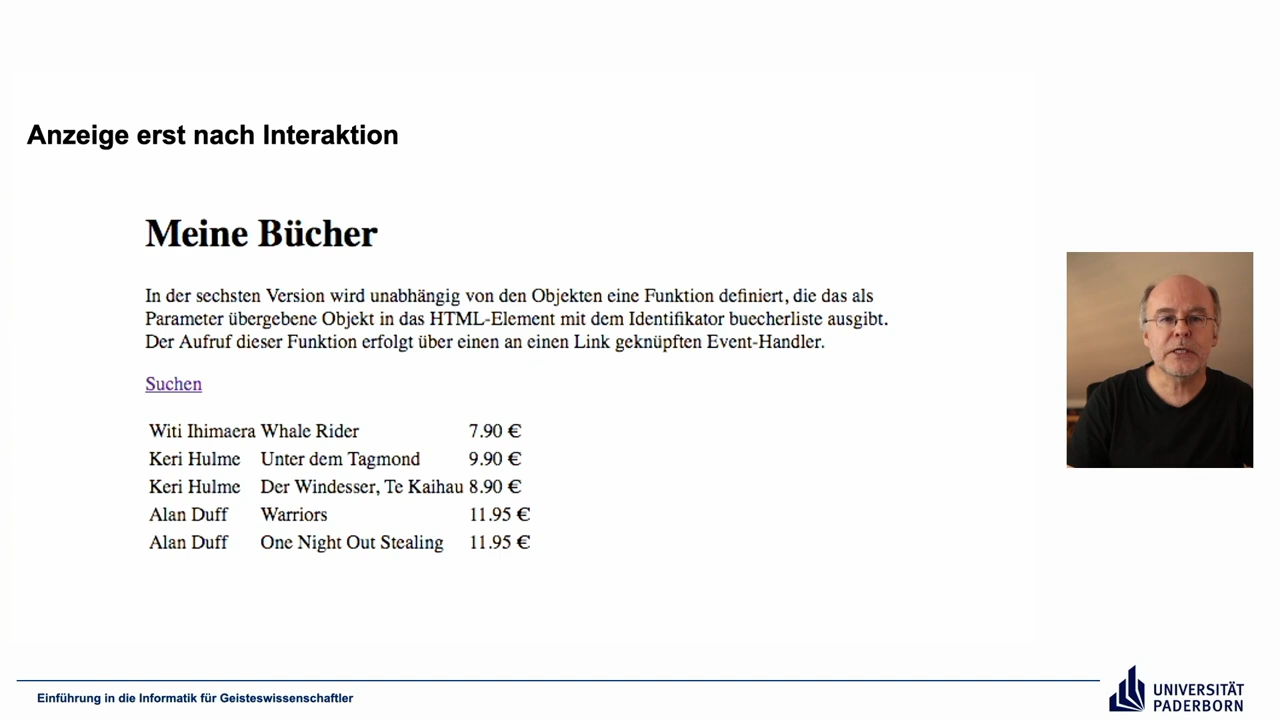 Anzeige erst nach Interaktion
Meine Bücher
In der sechsten Version wird unabhängig von den Objekten eine Funktion definiert, die das als
Parameter übergebene Objekt in das HTML-Element mit dem Identifikator buecherliste ausgibt.
Der Aufruf dieser Funktion erfolgt über einen an einen Link geknüpften Event-Handler.
Suchen
Witi Ihimaera Whale Rider 7.90 €
Keri Hulme Unter dem Tagmond 9.90 €
Keri Hulme Der Windesser, Te Kaihau 8.90 €
Alan Duff Warriors 11.95 €
Alan Duff One Night Out Stealing 11.95 €
Einführung in die Informatik für Geisteswissenschaftler
UNIVERSITÄT
PADERBORN